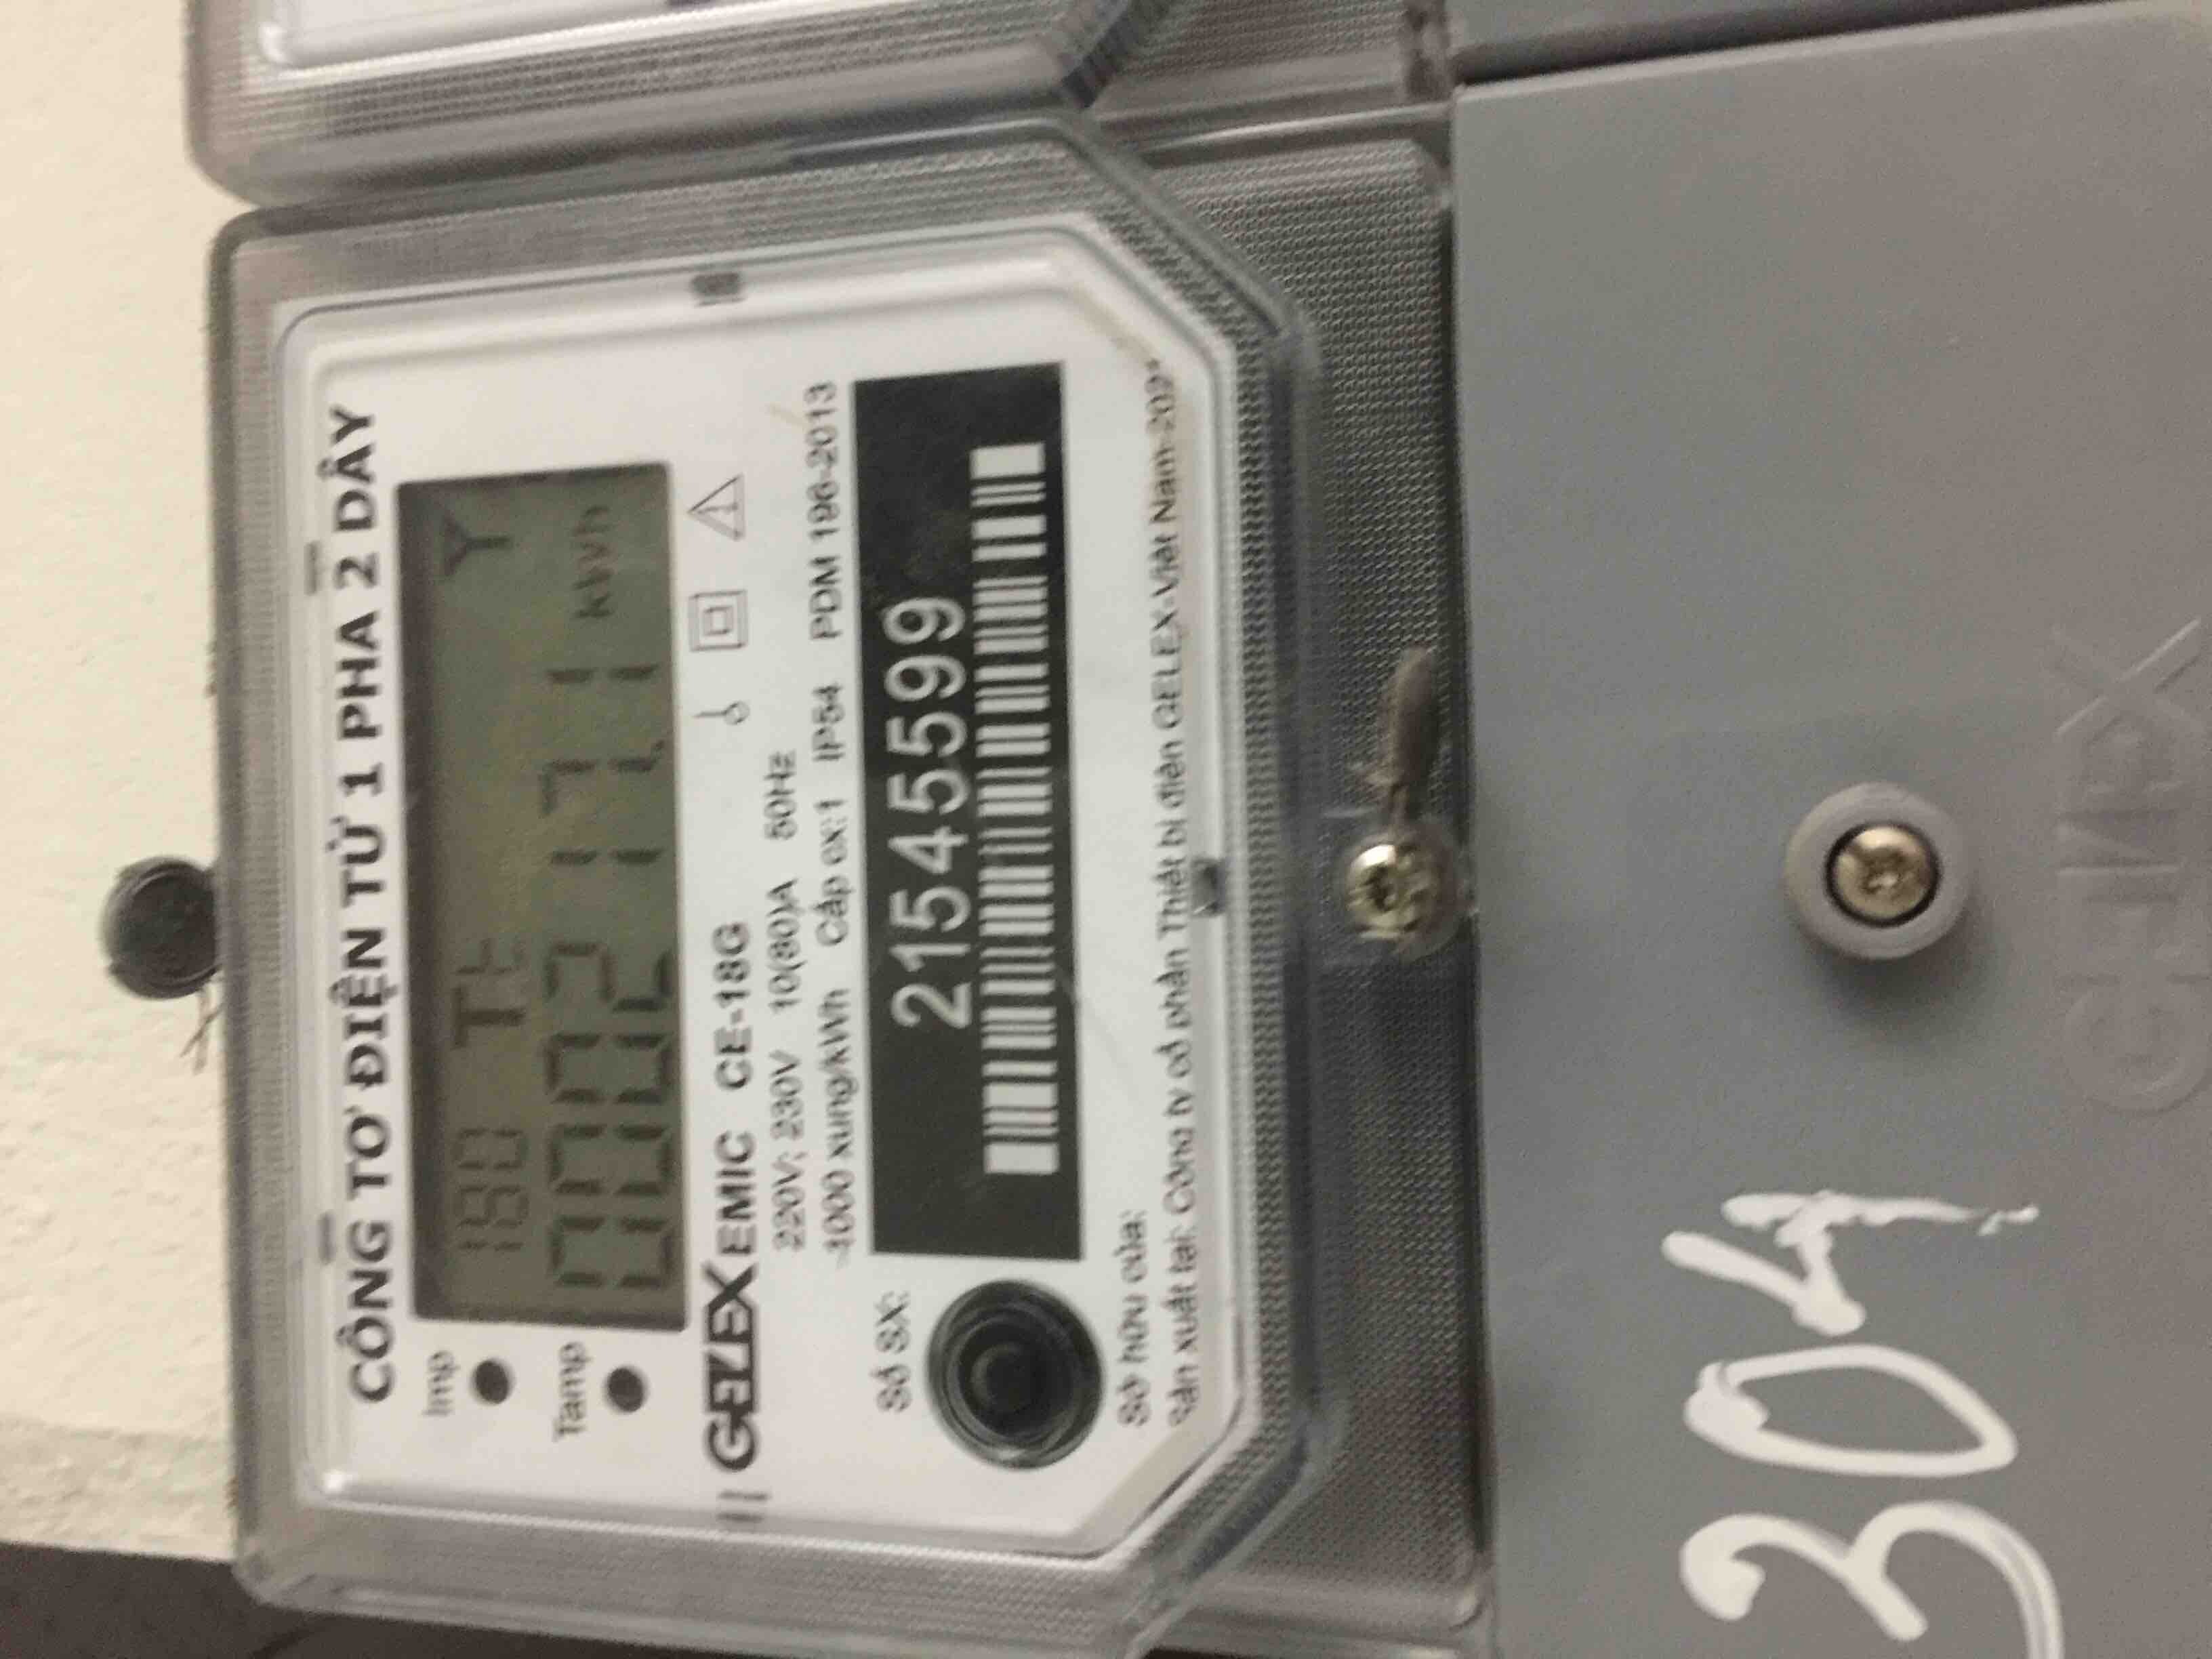 CÔNG TƠ ĐIỆN TỬ 1 PHA 2 DÂY
Imp
180 Tt
Tamp
002171 kWh
GELEX EMIC CE-18G
220V; 230V 10(80)A 50Hz
1000 xung/kWh Cấp cx:1 IP54 PDM 196-2013
Số SX:
21545599
Sở hữu của:
Sản xuất tại: Công ty cổ phần Thiết bị điện GELEX-Việt Nam
304
GELEX